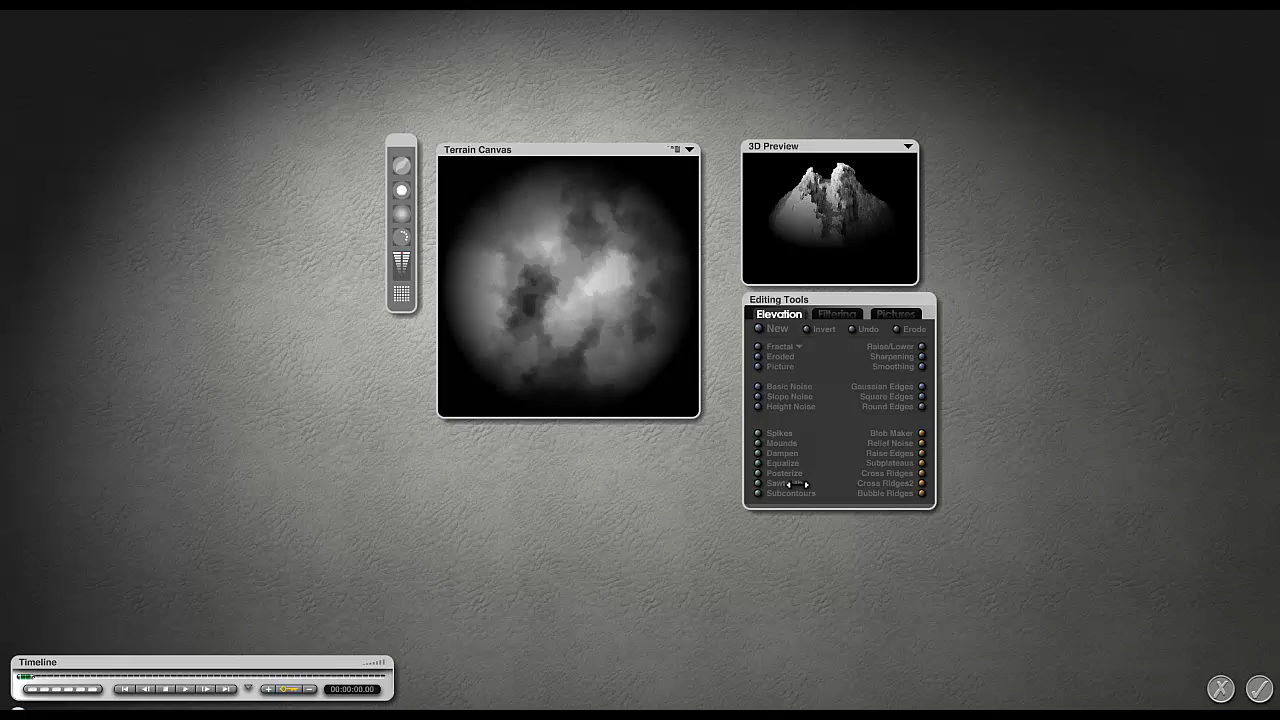 Terrain Canvas
3D Preview
Editing Tools
Elevation Filtering Pictures
New Invert Undo Erode
Fractal Raise/Lower
Eroded Sharpening
Picture Smoothing
Basic Noise Gaussian Edges
Slope Noise Square Edges
Height Noise Round Edges
Spikes Blob Maker
Mounds Relief Noise
Dampen Raise Edges
Equalize Subplateaus
Posterize Cross Ridges
Cross Ridges2
Subcontours Bubble Ridges
Timeline
00:00:00.00